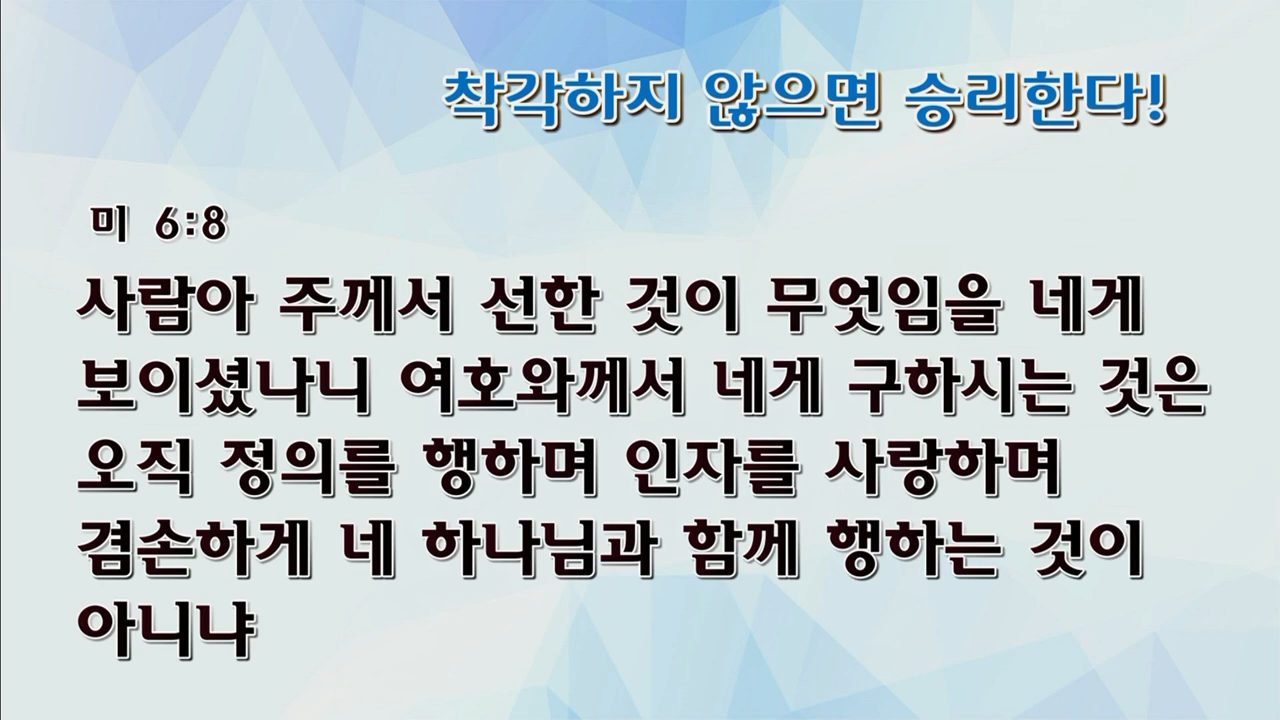 착각하지 않으면 승리한다!
미 6:8
사람아 주께서 선한 것이 무엇임을 네게
보이셨나니 여호와께서 네게 구하시는 것은
오직 정의를 행하며 인자를 사랑하며
겸손하게 네 하나님과 함께 행하는 것이
아니냐